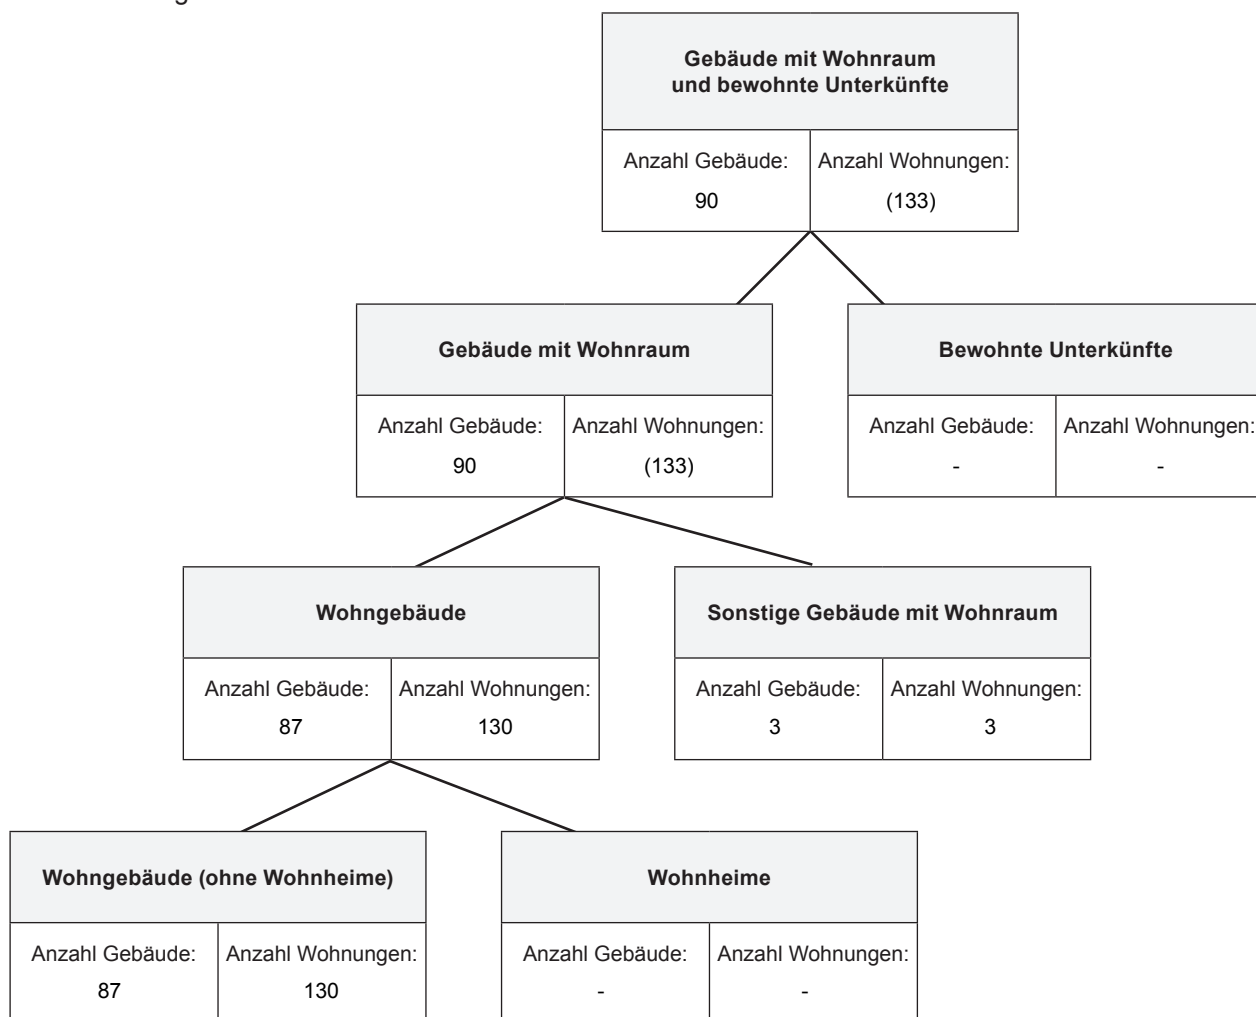 Gebäude mit Wohnraum
und bewohnte Unterkünfte
Anzahl Gebäude: Anzahl Wohnungen:
90 (133)
Gebäude mit Wohnraum
Anzahl Gebäude: Anzahl Wohnungen:
90 (133)
Bewohnte Unterkünfte
Anzahl Gebäude: Anzahl Wohnungen:
- -
Wohngebäude
Anzahl Gebäude: Anzahl Wohnungen:
87 130
Sonstige Gebäude mit Wohnraum
Anzahl Gebäude: Anzahl Wohnungen:
3 3
Wohngebäude (ohne Wohnheime)
Anzahl Gebäude: Anzahl Wohnungen:
87 130
Wohnheime
Anzahl Gebäude: Anzahl Wohnungen:
- -